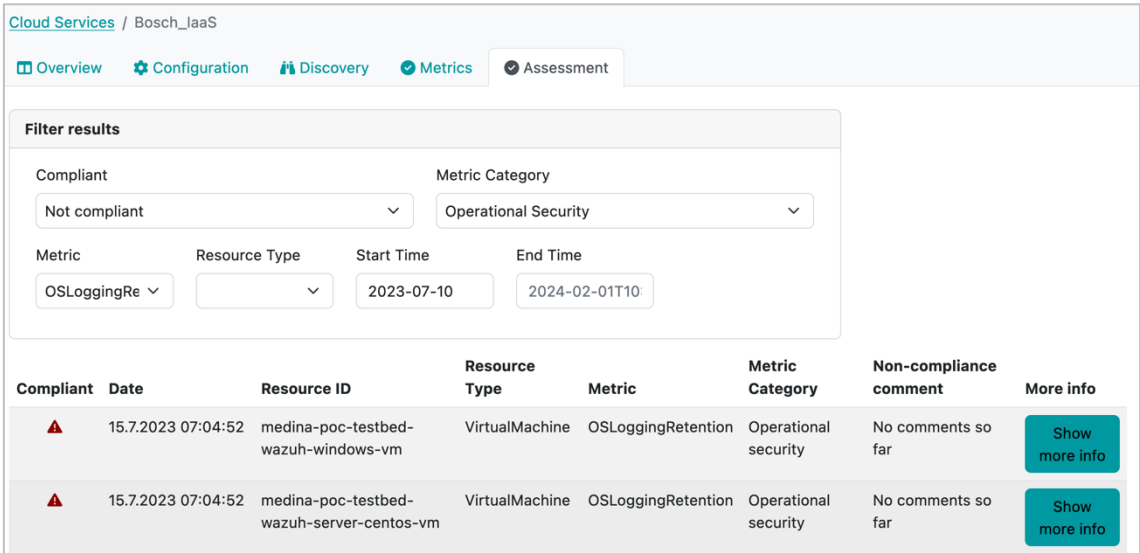 Cloud Services / Bosch_IaaS
Overview Configuration Discovery Metrics Assessment
Filter results
Compliant Metric Category
Not compliant Operational Security
Metric Resource Type Start Time End Time
OSLoggingRe 2023-07-10 2024-02-01T10:
Resource Metric Non-compliance
Compliant Date Resource ID Type Metric Category comment More info
15.7.2023 07:04:52 medina-poc-testbed- VirtualMachine OSLoggingRetention Operational No comments so Show
wazuh-windows-vm security far more info
15.7.2023 07:04:52 medina-poc-testbed- VirtualMachine OSLoggingRetention Operational No comments so Show
wazuh-server-centos-vm security far more info